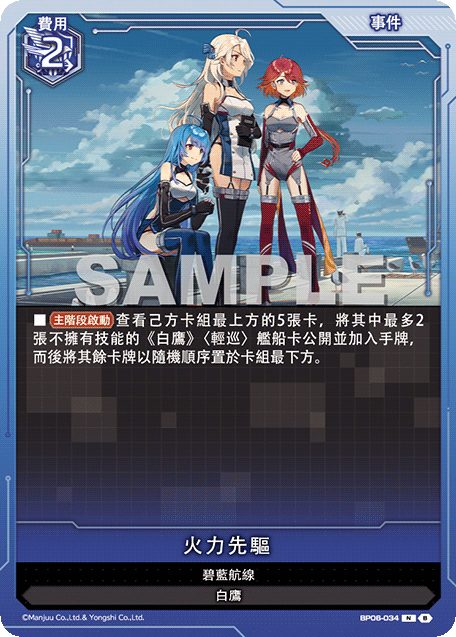 費用
事件
2
SAMPLE
■ 主階段啟動 查看己方卡組最上方的5張卡，將其中最多2
張不擁有技能的《白鷹》〈輕巡〉艦船卡公開並加入手牌，
而後將其餘卡牌以隨機順序置於卡組最下方。
火力先驅
碧藍航線
白鷹
©Manjuu Co.,Ltd. & Yongshi Co.,Ltd.
BP06-034 N B